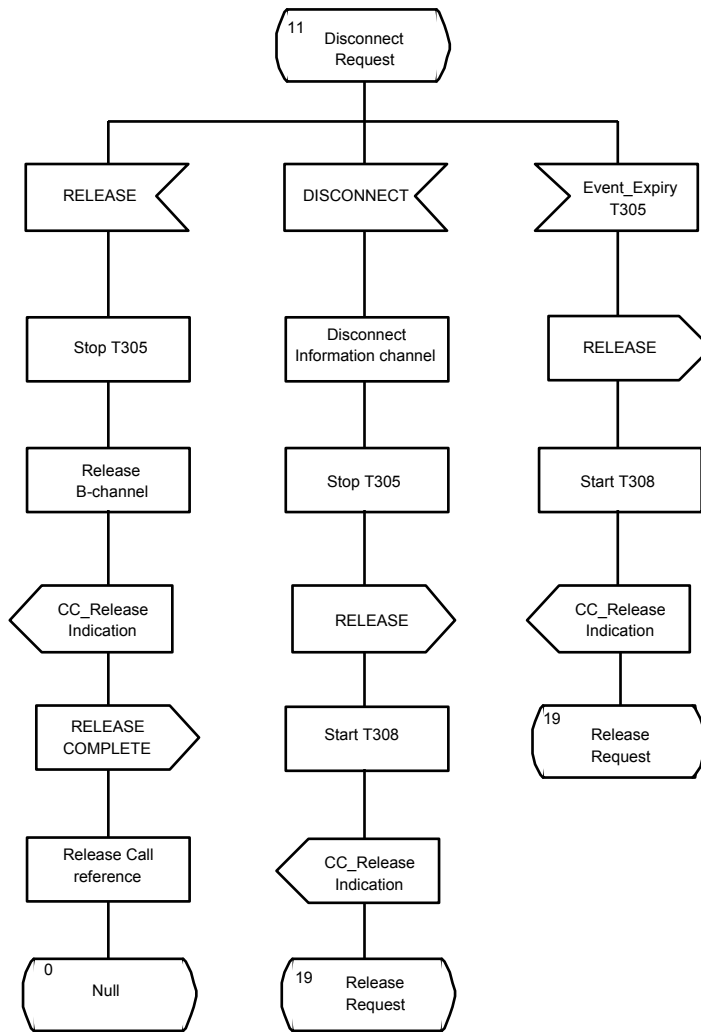 11
Disconnect
Request
RELEASE
DISCONNECT
Event_Expiry
T305
Stop T305
Disconnect
Information channel
RELEASE
Release
B-channel
Stop T305
Start T308
CC_Release
Indication
RELEASE
CC_Release
Indication
RELEASE
COMPLETE
Start T308
19
Release
Request
Release Call
reference
CC_Release
Indication
0
Null
19
Release
Request